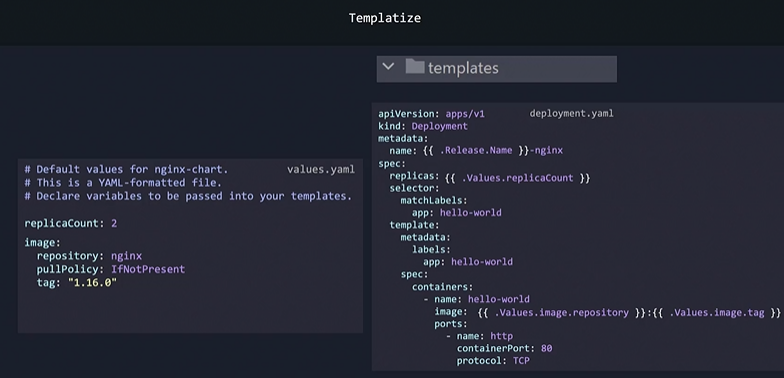 Templatize
templates
# Default values for nginx-chart. values.yaml
# This is a YAML-formatted file.
# Declare variables to be passed into your templates.
replicaCount: 2
image:
  repository: nginx
  pullPolicy: IfNotPresent
  tag: "1.16.0"
apiVersion: apps/v1 deployment.yaml
kind: Deployment
metadata:
  name: {{ .Release.Name }}-nginx
spec:
  replicas: {{ .Values.replicaCount }}
  selector:
    matchLabels:
      app: hello-world
  template:
    metadata:
      labels:
        app: hello-world
    spec:
      containers:
        - name: hello-world
          image: {{ .Values.image.repository }}:{{ .Values.image.tag }}
          ports:
            - name: http
              containerPort: 80
              protocol: TCP